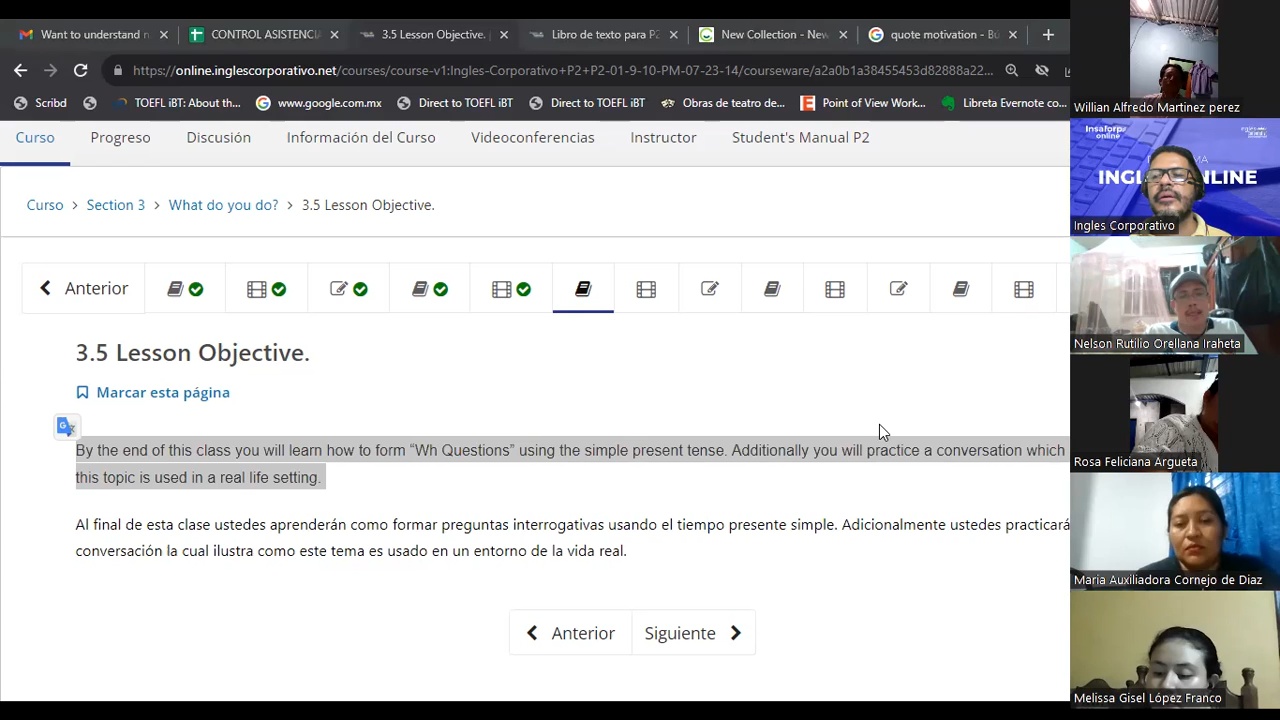 Want to understand n
CONTROL ASISTENCIA
3.5 Lesson Objective.
Libro de texto para P2
New Collection - New
quote motivation - Bú
https://online.inglescorporativo.net/courses/course-v1:Ingles-Corporativo+P2+P2-01-9-10-PM-07-23-14/courseware/a2a0b1a38455453d82888a22...
Scribd
TOEFL iBT: About th...
www.google.com.mx
Direct to TOEFL iBT
Direct to TOEFL iBT
Obras de teatro de...
Point of View Work...
Libreta Evernote co...
Curso
Progreso
Discusión
Información del Curso
Videoconferencias
Instructor
Student's Manual P2
Curso > Section 3 > What do you do? > 3.5 Lesson Objective.
Anterior
3.5 Lesson Objective.
Marcar esta página
By the end of this class you will learn how to form “Wh Questions” using the simple present tense. Additionally you will practice a conversation which
this topic is used in a real life setting.
Al final de esta clase ustedes aprenderán como formar preguntas interrogativas usando el tiempo presente simple. Adicionalmente ustedes practicará
conversación la cual ilustra como este tema es usado en un entorno de la vida real.
Anterior
Siguiente
Willian Alfredo Martinez perez
Insaforp
online
INGL ONLINE
Ingles Corporativo
Nelson Rutilio Orellana Iraheta
Rosa Feliciana Argueta
Maria Auxiliadora Cornejo de Diaz
Melissa Gisel López Franco